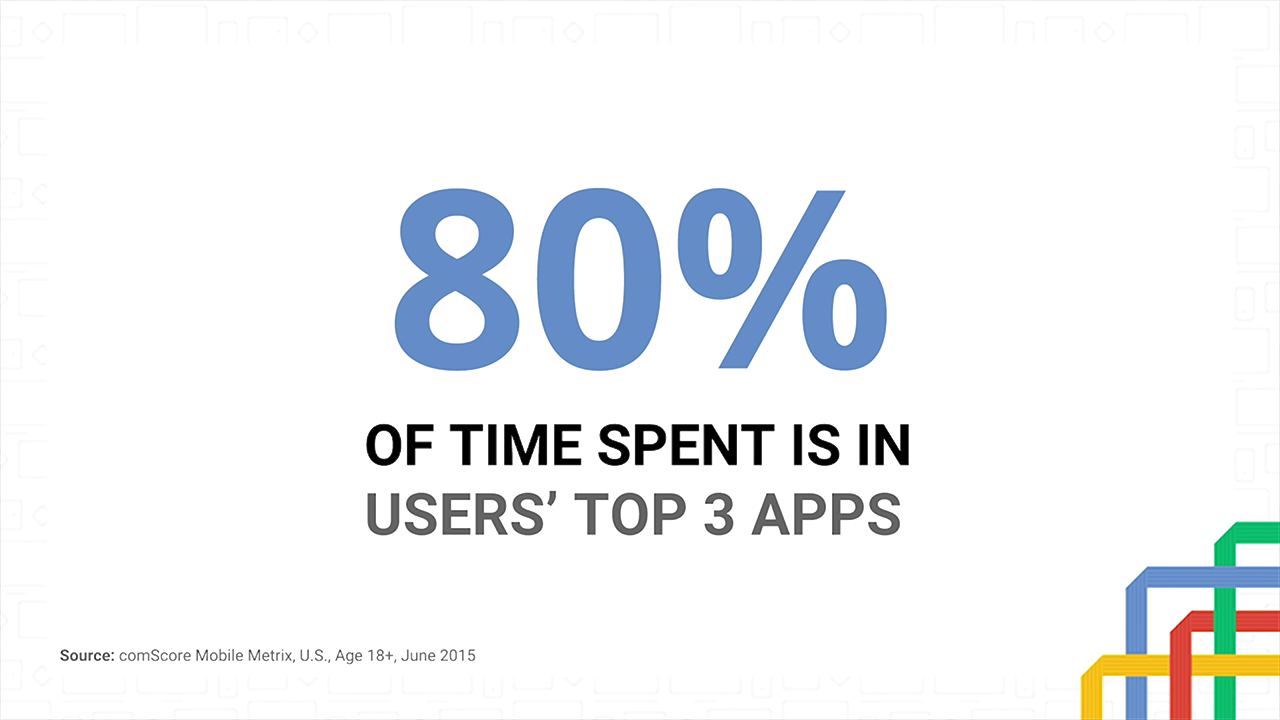 80%
OF TIME SPENT IS IN
USERS’ TOP 3 APPS
Source: comScore Mobile Metrix, U.S., Age 18+, June 2015